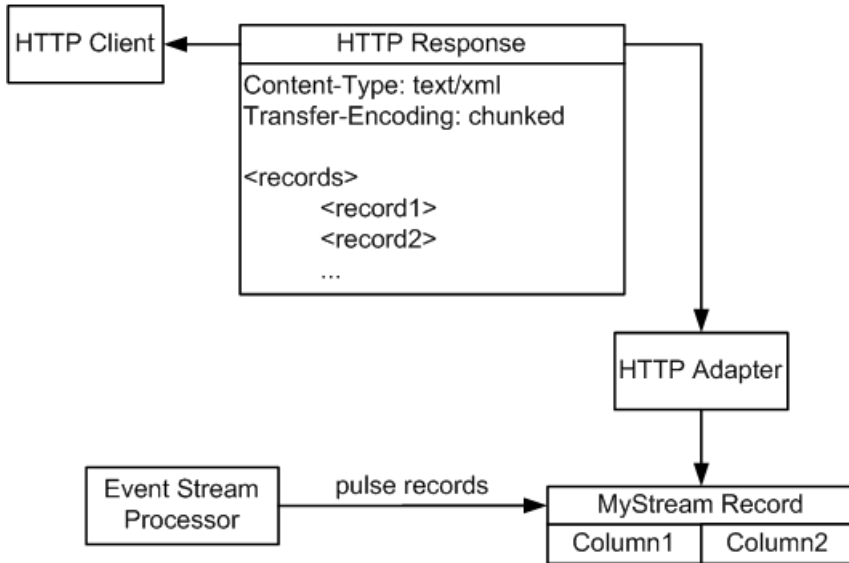 HTTP Client
HTTP Response
Content-Type: text/xml
Transfer-Encoding: chunked
<records>
<record1>
<record2>
...
HTTP Adapter
Event Stream
Processor
pulse records
MyStream Record
Column1
Column2